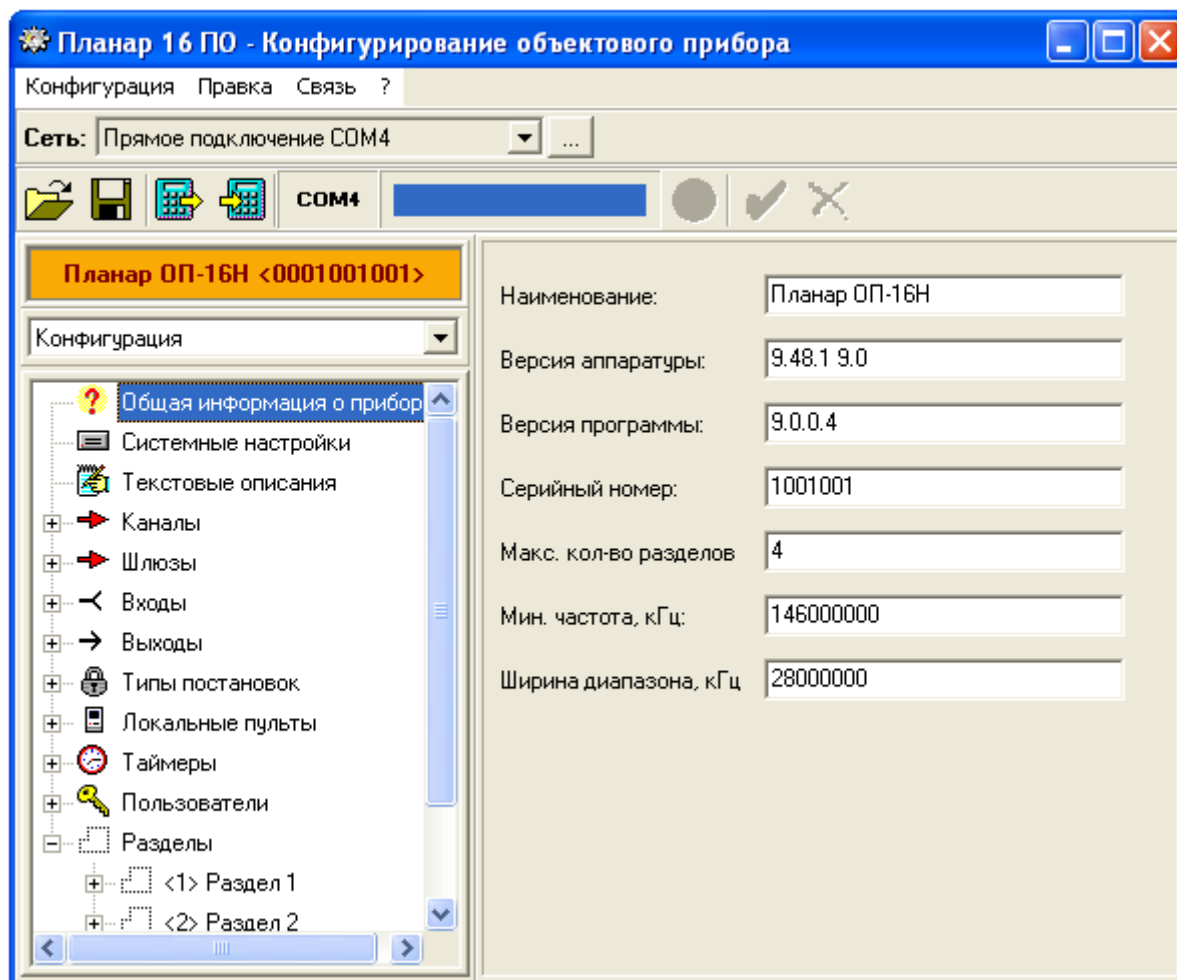 Планар 16 ПО - Конфигурирование объектового прибора
Конфигурация Правка Связь ?
Сеть: Прямое подключение COM4 ...
COM4
Планар ОП-16Н <0001001001>
Конфигурация
Общая информация о прибор
Системные настройки
Текстовые описания
Каналы
Шлюзы
Входы
Выходы
Типы постановок
Локальные пульты
Таймеры
Пользователи
Разделы
<1> Раздел 1
<2> Раздел 2
Наименование: Планар ОП-16Н
Версия аппаратуры: 9.48.1 9.0
Версия программы: 9.0.0.4
Серийный номер: 1001001
Макс. кол-во разделов 4
Мин. частота, кГц: 146000000
Ширина диапазона, кГц 28000000